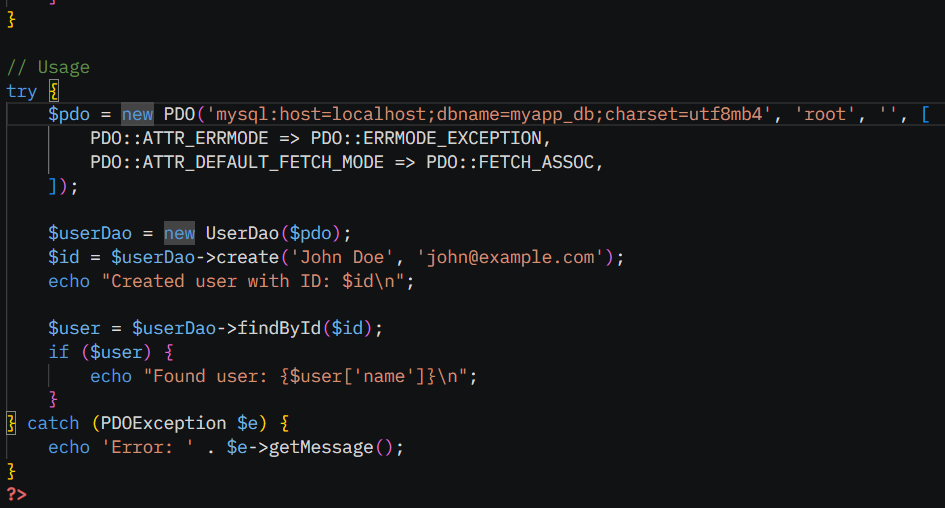 }
}
// Usage
try {
    $pdo = new PDO('mysql:host=localhost;dbname=myapp_db;charset=utf8mb4', 'root', '', [
        PDO::ATTR_ERRMODE => PDO::ERRMODE_EXCEPTION,
        PDO::ATTR_DEFAULT_FETCH_MODE => PDO::FETCH_ASSOC,
    ]);

    $userDao = new UserDao($pdo);
    $id = $userDao->create('John Doe', 'john@example.com');
    echo "Created user with ID: $id\n";

    $user = $userDao->findById($id);
    if ($user) {
        echo "Found user: {$user['name']}\n";
    }
} catch (PDOException $e) {
    echo 'Error: ' . $e->getMessage();
}
?>